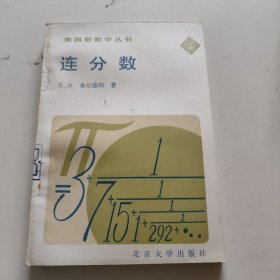 美国新数学丛书
连分数
C.D. 奥尔德斯 著
π
=3+1
7+1
15+1
1+1
292+...
北京大学出版社